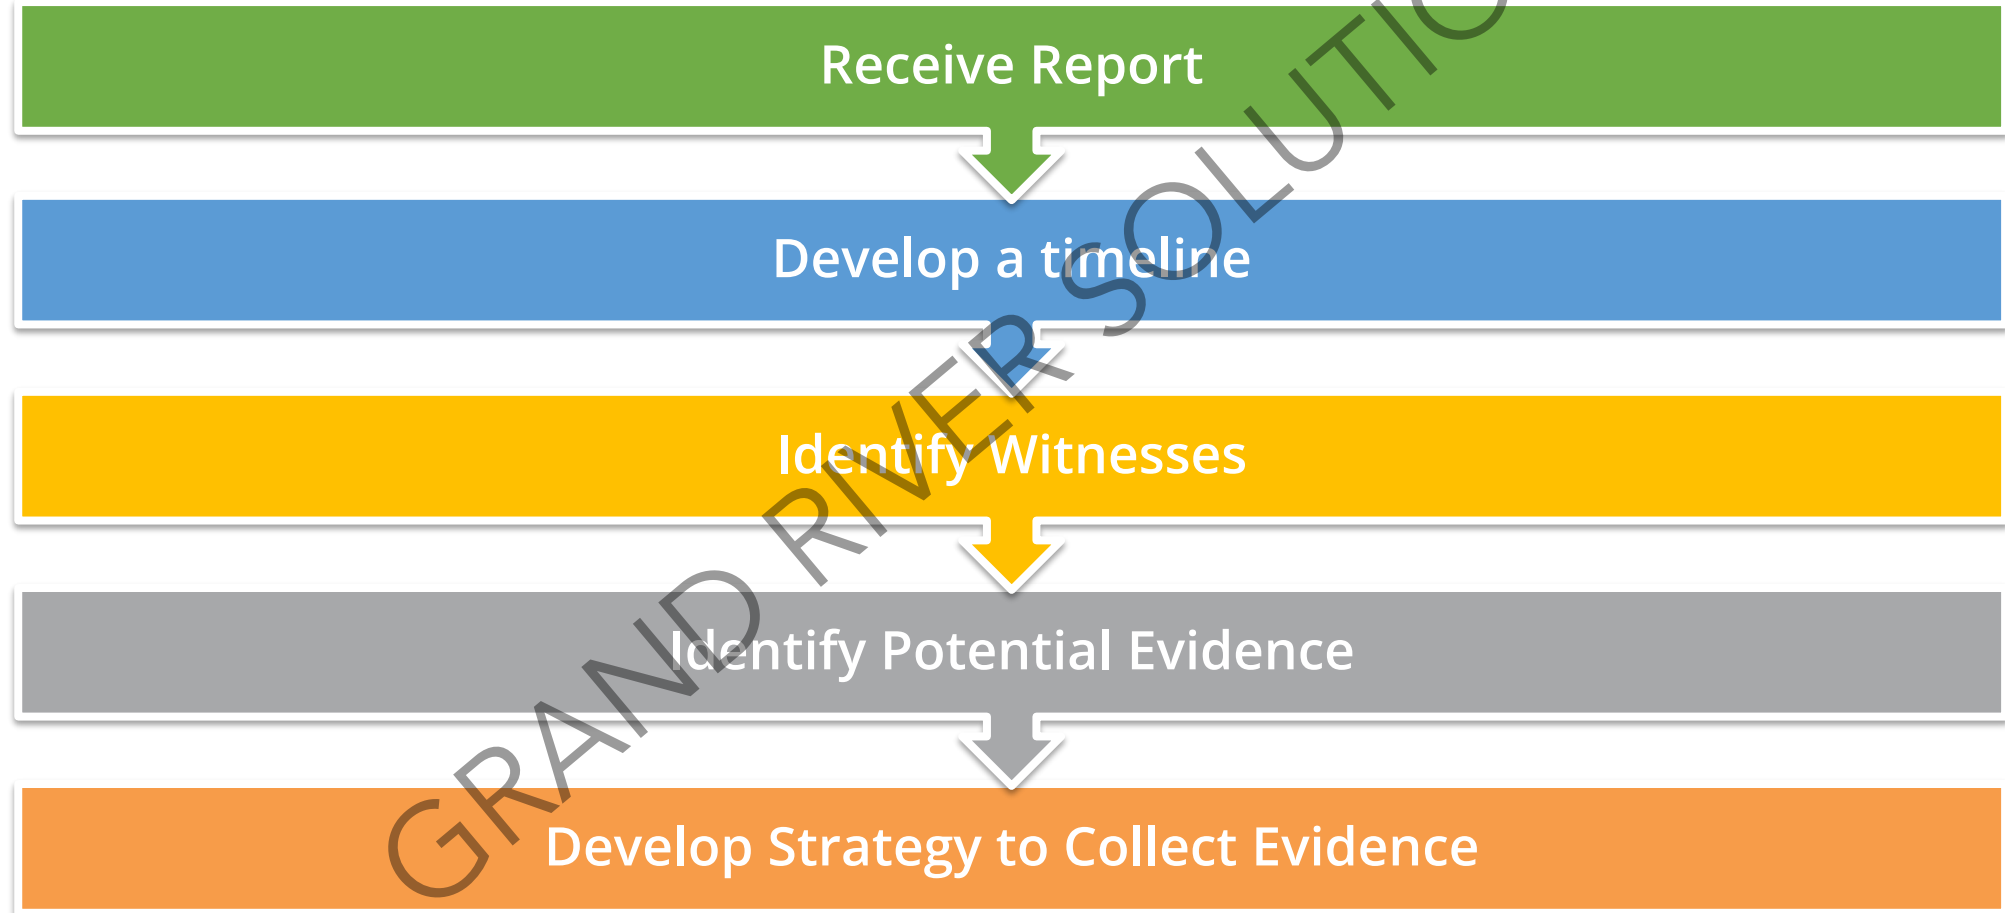 Receive Report
Develop a timeline
Identify Witnesses
Identify Potential Evidence
Develop Strategy to Collect Evidence
GRAND RIVER SOLUTIO